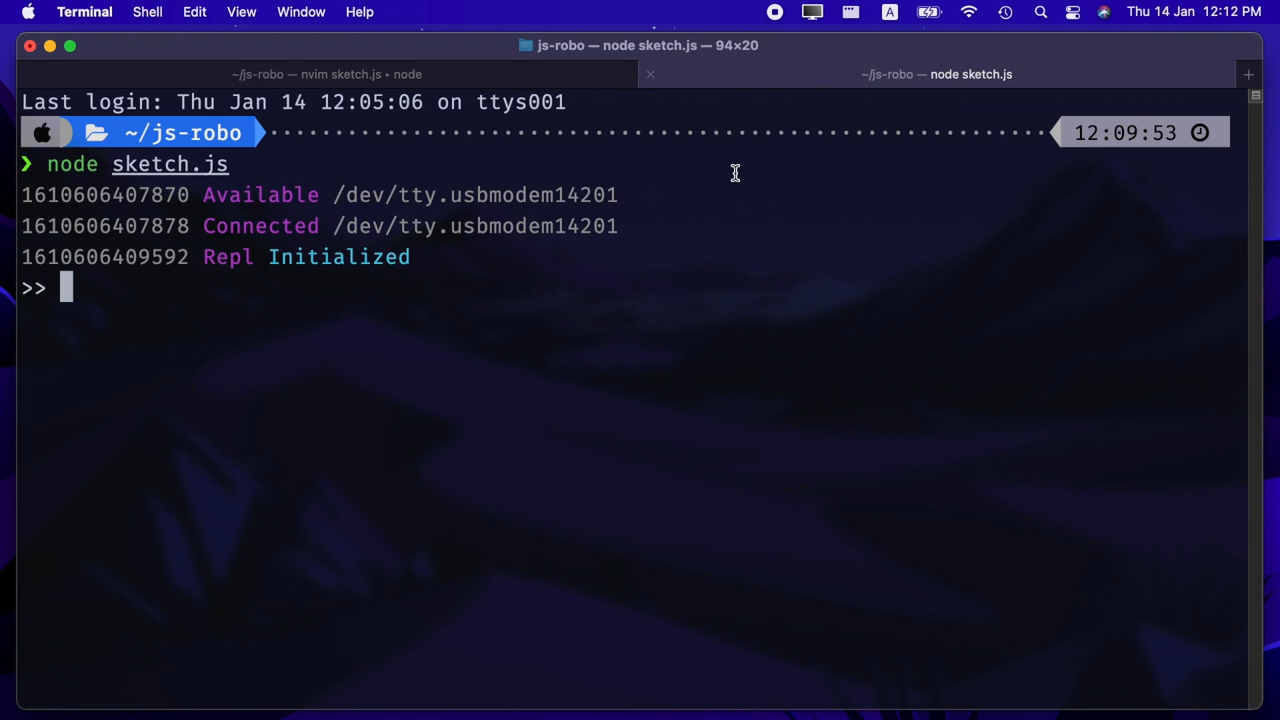 Terminal Shell Edit View Window Help A Thu 14 Jan 12:12 PM
js-robo — node sketch.js — 94×20
~/js-robo — nvim sketch.js ▸ node ~/js-robo — node sketch.js
Last login: Thu Jan 14 12:05:06 on ttys001
~/js-robo 12:09:53
❯ node sketch.js
1610606407870 Available /dev/tty.usbmodem14201
1610606407878 Connected /dev/tty.usbmodem14201
1610606409592 Repl Initialized
>>